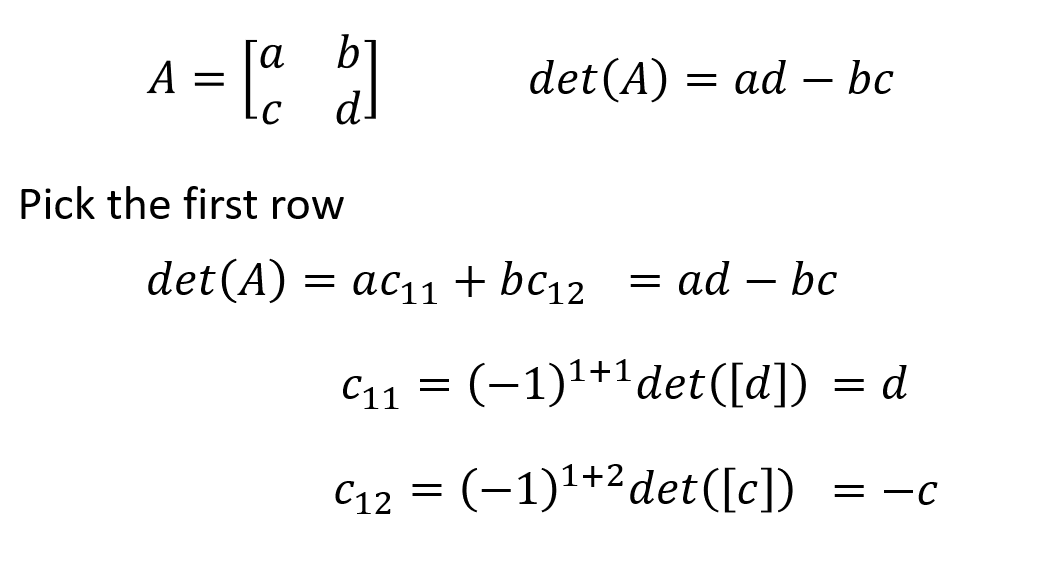 A = [a b
c d] det(A) = ad − bc
Pick the first row
det(A) = ac₁₁ + bc₁₂ = ad − bc
c₁₁ = (−1)¹⁺¹det([d]) = d
c₁₂ = (−1)¹⁺²det([c]) = −c